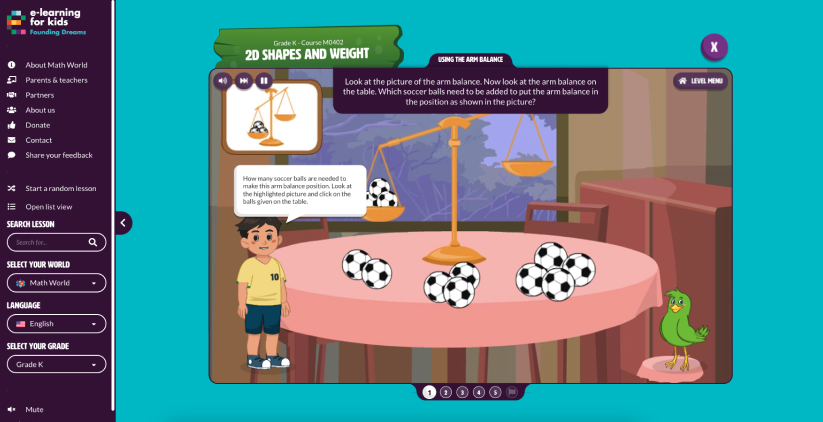 e-learning
for kids
Founding Dreams
About Math World
Parents & teachers
Partners
About us
Donate
Contact
Share your feedback
Start a random lesson
Open list view
SEARCH LESSON
Search for...
SELECT YOUR WORLD
Math World
LANGUAGE
English
SELECT YOUR GRADE
Grade K
Mute
Grade K - Course M0402
2D SHAPES AND WEIGHT
USING THE ARM BALANCE
X
Look at the picture of the arm balance. Now look at the arm balance on
the table. Which soccer balls need to be added to put the arm balance in
the position as shown in the picture?
LEVEL MENU
How many soccer balls are needed to
make this arm balance position. Look at
the highlighted picture and click on the
balls given on the table.
10
1 2 3 4 5